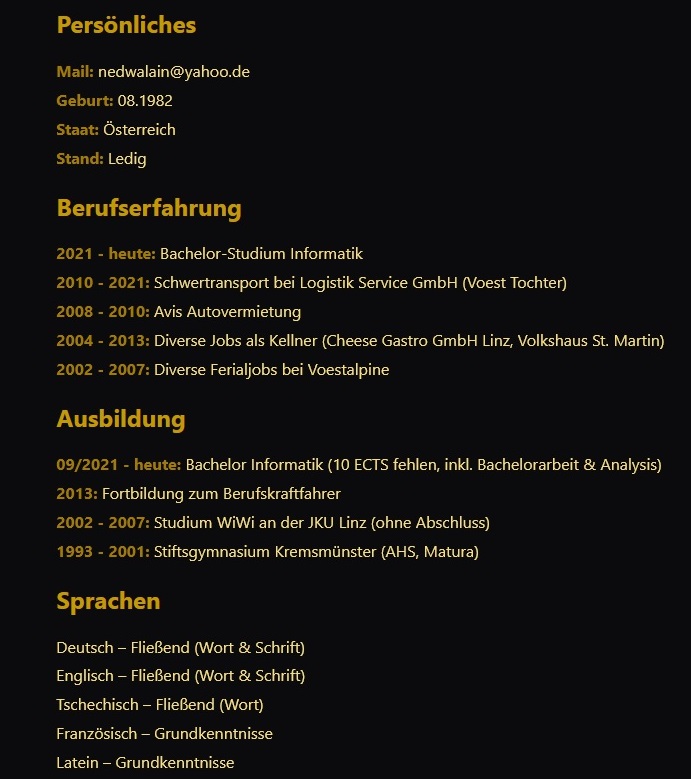 Persönliches
Mail: nedwalain@yahoo.de
Geburt: 08.1982
Staat: Österreich
Stand: Ledig
Berufserfahrung
2021 - heute: Bachelor-Studium Informatik
2010 - 2021: Schwertransport bei Logistik Service GmbH (Voest Tochter)
2008 - 2010: Avis Autovermietung
2004 - 2013: Diverse Jobs als Kellner (Cheese Gastro GmbH Linz, Volkshaus St. Martin)
2002 - 2007: Diverse Ferialjobs bei Voestalpine
Ausbildung
09/2021 - heute: Bachelor Informatik (10 ECTS fehlen, inkl. Bachelorarbeit & Analysis)
2013: Fortbildung zum Berufskraftfahrer
2002 - 2007: Studium WiWi an der JKU Linz (ohne Abschluss)
1993 - 2001: Stiftsgymnasium Kremsmünster (AHS, Matura)
Sprachen
Deutsch – Fließend (Wort & Schrift)
Englisch – Fließend (Wort & Schrift)
Tschechisch – Fließend (Wort)
Französisch – Grundkenntnisse
Latein – Grundkenntnisse